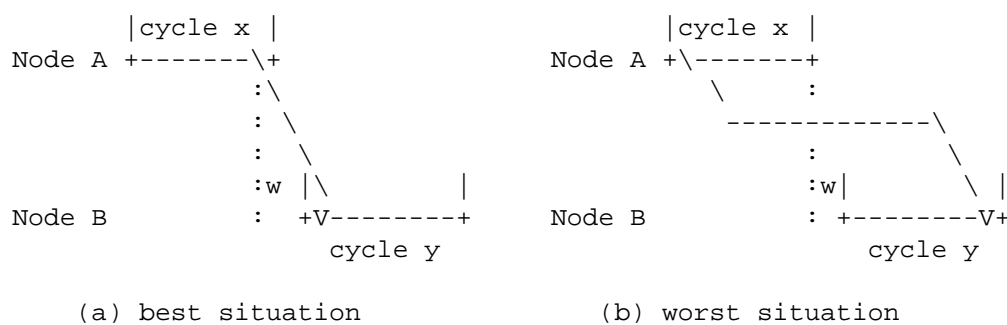 |cycle x |                         |cycle x |
Node A +-------\+                  Node A +\-------+
:\                                 \     :
: \                                 -------------\
:  \                                     :        \
:w |\        |                           :w|       \ |
Node B          :  +V--------+     Node B          : +--------V+
cycle y                            cycle y
(a) best situation                 (b) worst situation